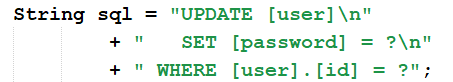 String sql = "UPDATE [user]\n"
+ "   SET [password] = ?\n"
+ " WHERE [user].[id] = ?";